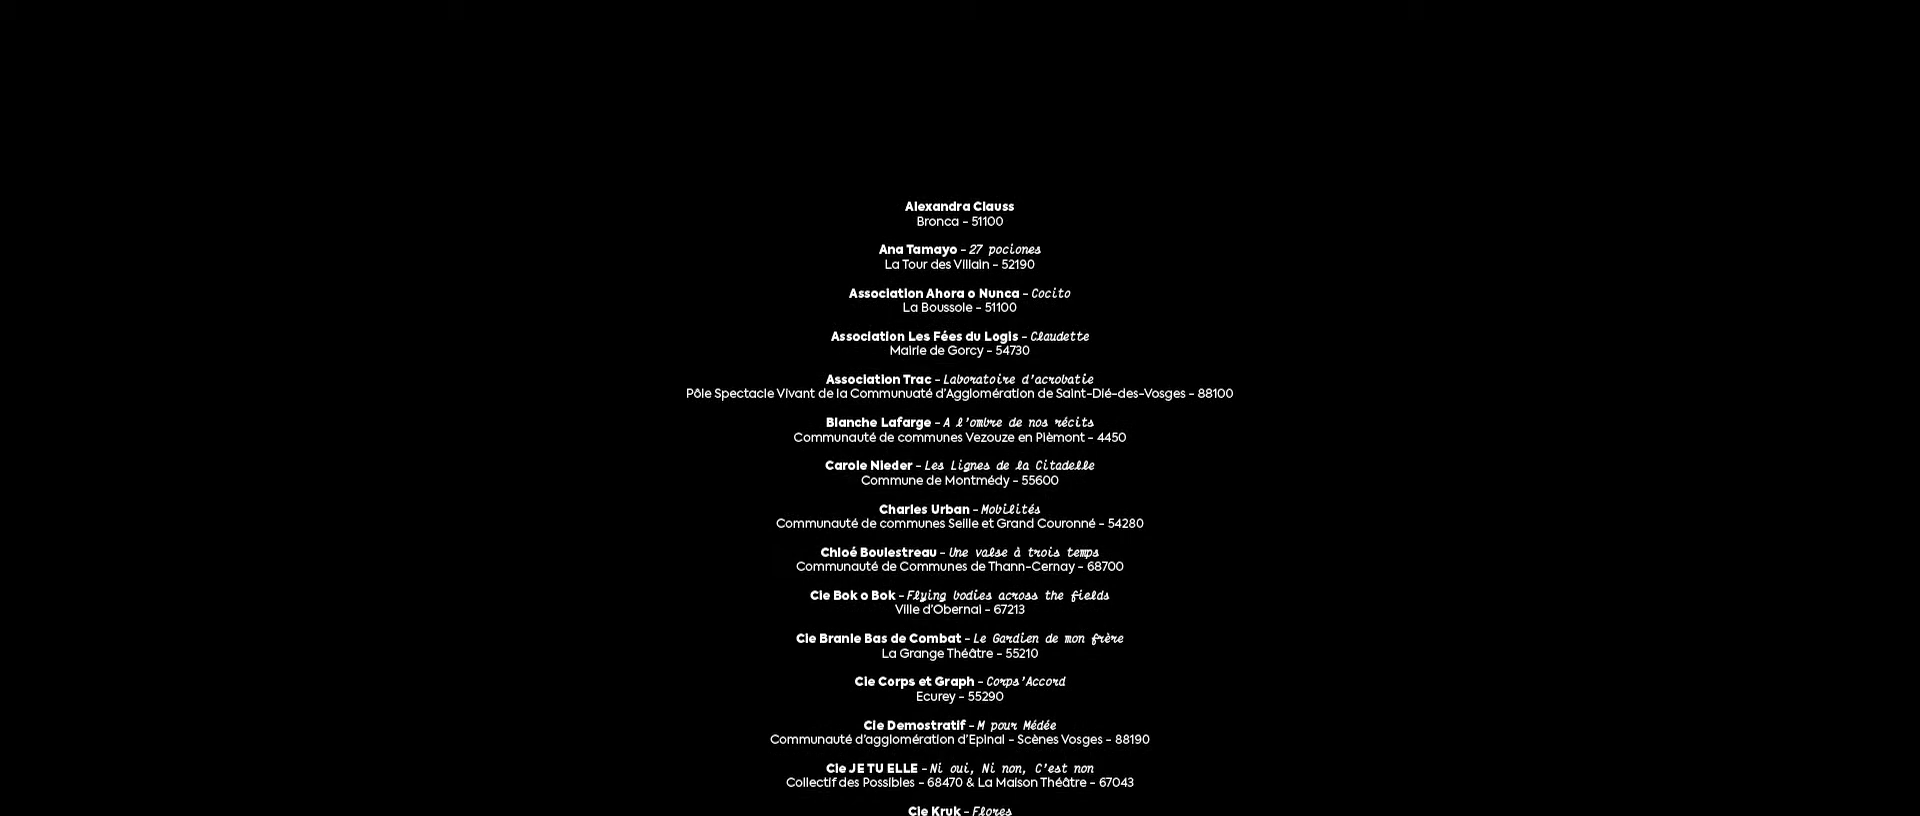 Alexandra Clauss
Bronca - 51100
Ana Tamayo - 27 pociones
La Tour des Villain - 52190
Association Ahora o Nunca - Cocito
La Boussole - 51100
Association Les Fées du Logis - Claudette
Mairie de Gorcy - 54730
Association Trac - Laboratoire d'acrobatie
Pôle Spectacle Vivant de la Communuaté d'Agglomération de Saint-Dié-des-Vosges - 88100
Blanche Lafarge - A l'ombre de nos récits
Communauté de communes Vezouze en Plèmont - 4450
Carole Nieder - Les Lignes de la Citadelle
Commune de Montmédy - 55600
Charles Urban - Mobilités
Communauté de communes Seille et Grand Couronné - 54280
Chloé Boulestreau - Une valse à trois temps
Communauté de Communes de Thann-Cernay - 68700
Cie Bok o Bok - Flying bodies across the fields
Ville d'Obernai - 67213
Cie Branle Bas de Combat - Le Gardien de mon frère
La Grange Théâtre - 55210
Cie Corps et Graph - Corps'Accord
Ecurey - 55290
Cie Demostratif - M pour Médée
Communauté d'agglomération d'Epinal - Scènes Vosges - 88190
Cie JE TU ELLE - Ni oui, Ni non, C'est non
Collectif des Possibles - 68470 & La Maison Théâtre - 67043
Cie Kruk - Flores